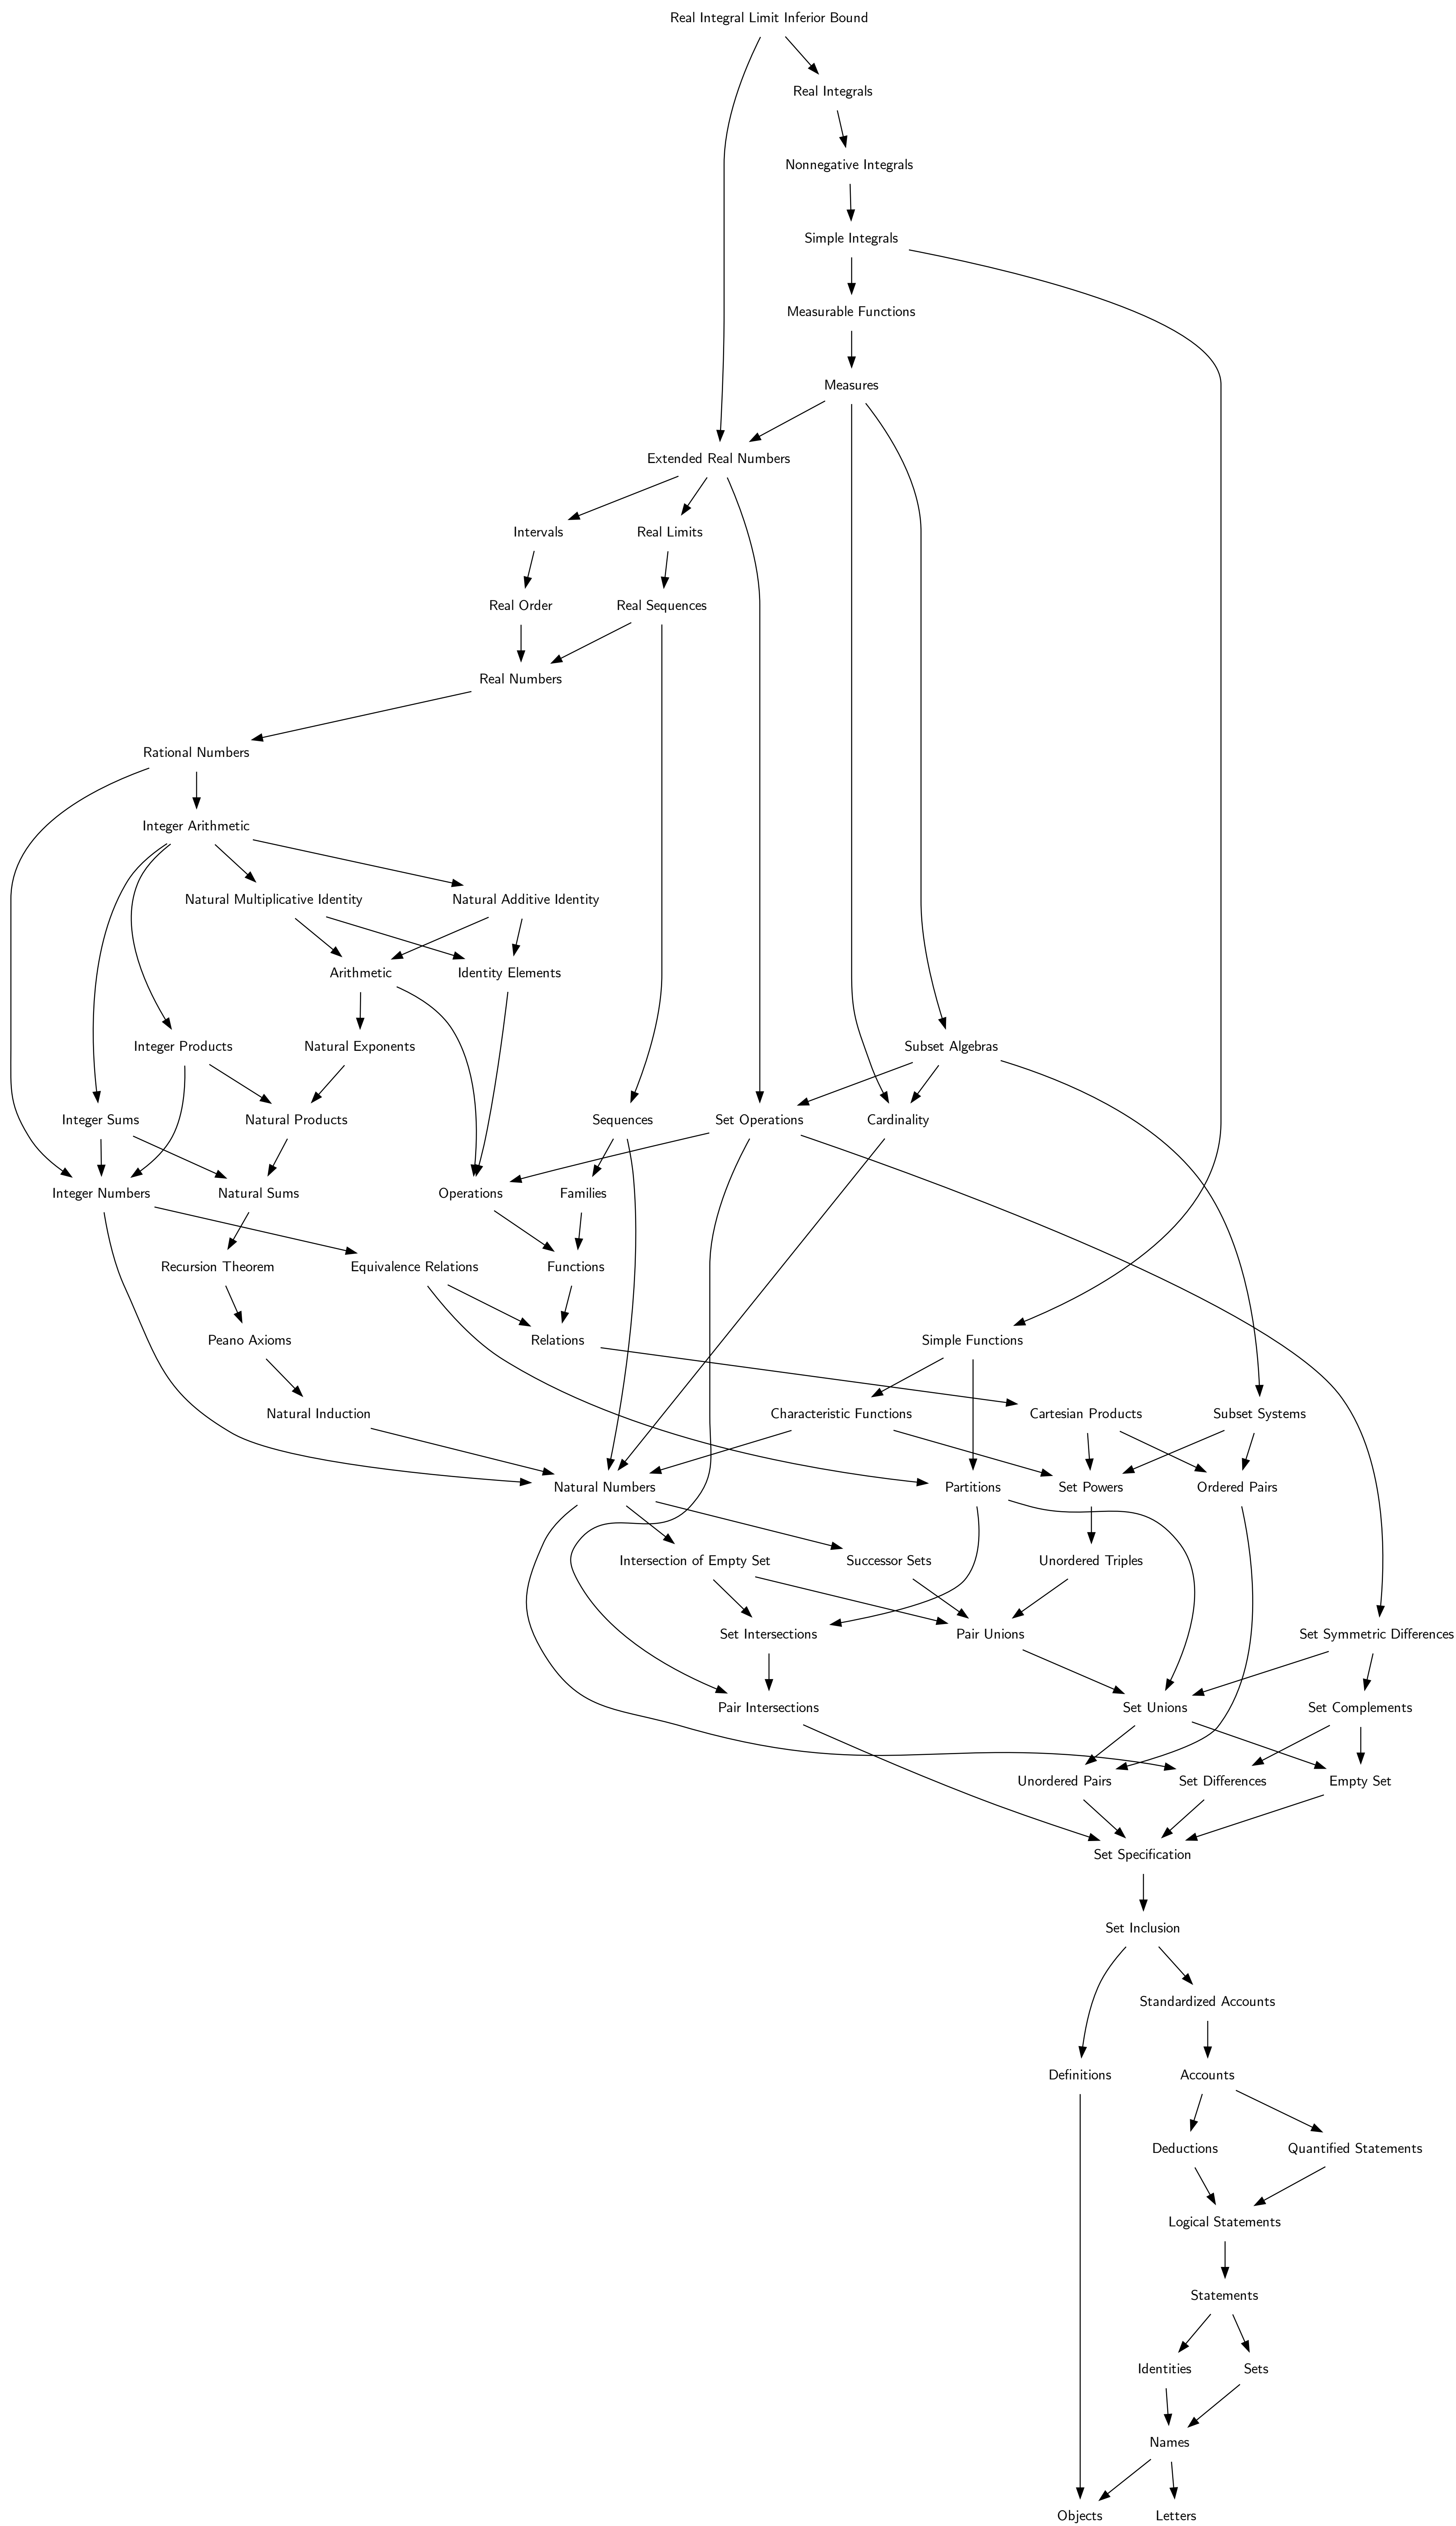 Real Integral Limit Inferior Bound
Real Integrals
Nonnegative Integrals
Simple Integrals
Measurable Functions
Measures
Extended Real Numbers
Intervals
Real Limits
Real Order
Real Sequences
Real Numbers
Rational Numbers
Integer Arithmetic
Natural Multiplicative Identity
Natural Additive Identity
Arithmetic
Identity Elements
Integer Products
Natural Exponents
Subset Algebras
Integer Sums
Natural Products
Sequences
Set Operations
Cardinality
Integer Numbers
Natural Sums
Operations
Families
Recursion Theorem
Equivalence Relations
Functions
Peano Axioms
Relations
Simple Functions
Natural Induction
Characteristic Functions
Cartesian Products
Subset Systems
Natural Numbers
Partitions
Set Powers
Ordered Pairs
Intersection of Empty Set
Successor Sets
Unordered Triples
Set Intersections
Pair Unions
Set Symmetric Differences
Pair Intersections
Set Unions
Set Complements
Unordered Pairs
Set Differences
Empty Set
Set Specification
Set Inclusion
Standardized Accounts
Definitions
Accounts
Deductions
Quantified Statements
Logical Statements
Statements
Identities
Sets
Names
Objects
Letters